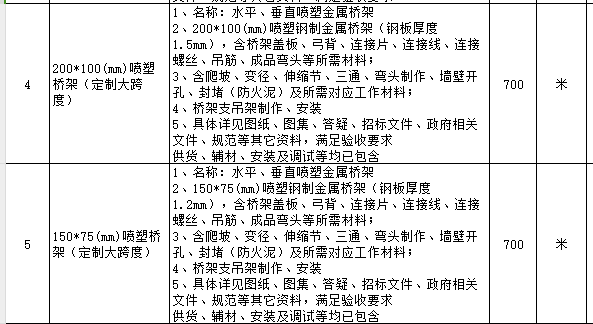 4
200*100(mm)喷塑
桥架（定制大跨
度）
1、名称：水平、垂直喷塑金属桥架
2、200*100(mm)喷塑钢制金属桥架（钢板厚度
1.5mm），含桥架盖板、弓背、连接片、连接线、连接
螺丝、吊筋、成品弯头等所需材料；
3、含爬坡、变径、伸缩节、三通、弯头制作、墙壁开
孔、封堵（防火泥）及所需对应工作材料；
4、桥架支吊架制作、安装
5、具体详见图纸、图集、答疑、招标文件、政府相关
文件、规范等其它资料，满足验收要求
供货、辅材、安装及调试等均已包含
700
米
5
150*75(mm)喷塑桥
架（定制大跨度）
1、名称：水平、垂直喷塑金属桥架
2、150*75(mm)喷塑钢制金属桥架（钢板厚度
1.2mm），含桥架盖板、弓背、连接片、连接线、连接
螺丝、吊筋、成品弯头等所需材料；
3、含爬坡、变径、伸缩节、三通、弯头制作、墙壁开
孔、封堵（防火泥）及所需对应工作材料；
4、桥架支吊架制作、安装
5、具体详见图纸、图集、答疑、招标文件、政府相关
文件、规范等其它资料，满足验收要求
供货、辅材、安装及调试等均已包含
700
米